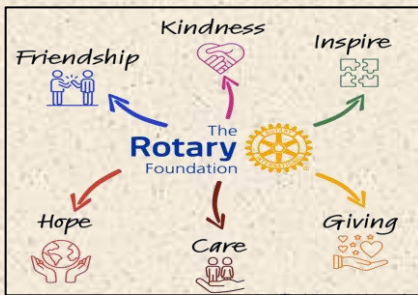 Kindness
Friendship
Inspire
The
Rotary
Foundation
Hope
Care
Giving